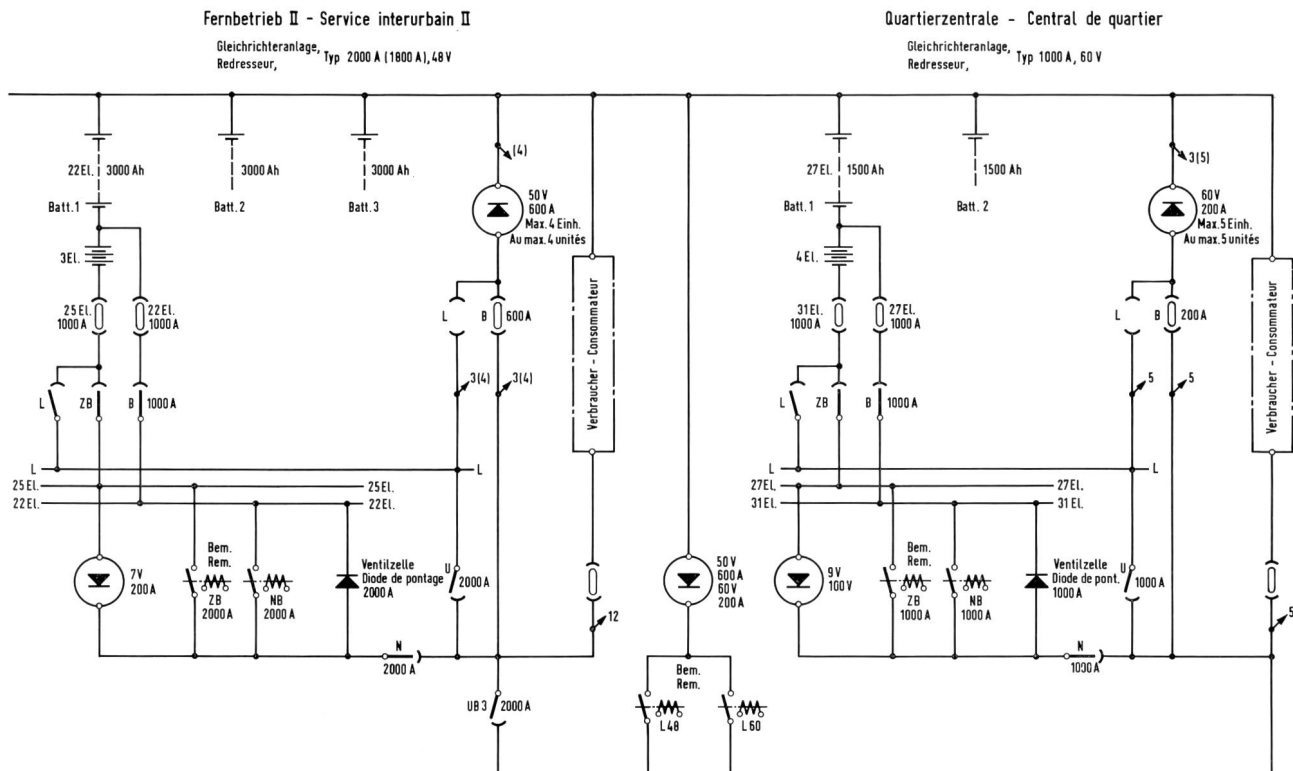 Fernbetrieb II - Service interurbain II
Gleichrichteranlage,
Redresseur,
Typ 2000 A (1800 A), 48 V
22 El.
3000 Ah
3000 Ah
3000 Ah
Batt. 1
Batt. 2
Batt. 3
3 El.
25 El.
1000 A
22 El.
1000 A
L
ZB
B
1000 A
(4)
50 V
600 A
Max. 4 Einh.
Au max. 4 unités
L
B
600 A
3(4)
3(4)
Verbraucher - Consommateur
L
L
25 El.
25 El.
22 El.
22 El.
7 V
200 A
Bem.
Rem.
ZB
2000 A
NB
2000 A
Ventilzelle
Diode de pontage
2000 A
U
2000 A
12
N
2000 A
UB 3
2000 A
50 V
600 A
60 V
200 A
Bem.
Rem.
L 48
L 60
Quartierzentrale - Central de quartier
Gleichrichteranlage,
Redresseur,
Typ 1000 A, 60 V
27 El.
1500 Ah
1500 Ah
Batt. 1
Batt. 2
4 El.
31 El.
1000 A
27 El.
1000 A
L
ZB
B
1000 A
3(5)
60 V
200 A
Max. 5 Einh.
Au max. 5 unités
L
B
200 A
5
5
Verbraucher - Consommateur
L
L
27 El.
27 El.
31 El.
31 El.
9 V
100 V
Bem.
Rem.
ZB
1000 A
NB
1000 A
Ventilzelle
Diode de pont.
1000 A
U
1000 A
5
N
1000 A